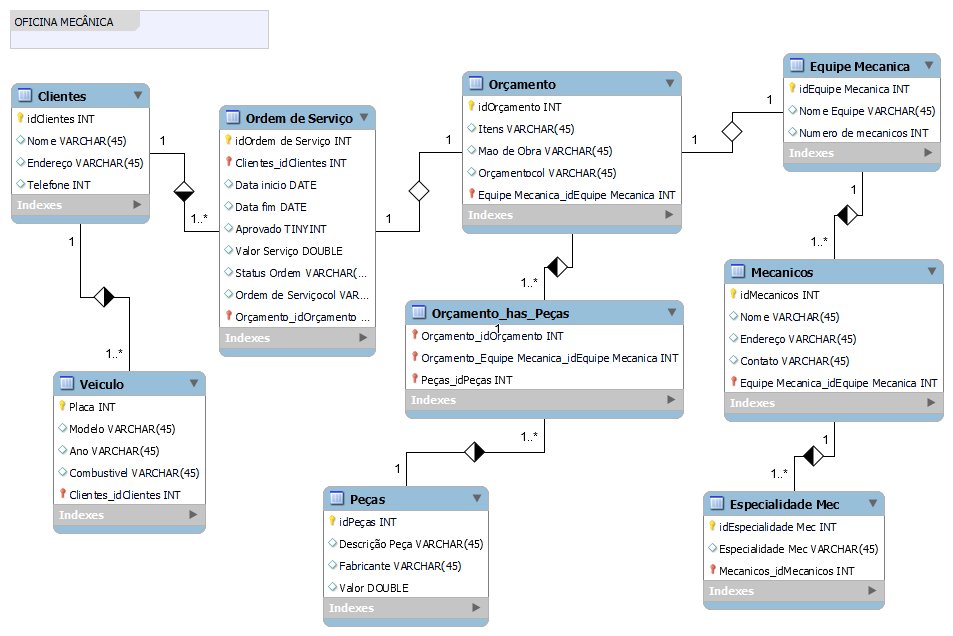 OFICINA MECÂNICA
Clientes
idClientes INT
Nome VARCHAR(45)
Endereço VARCHAR(45)
Telefone INT
Indexes
1
1..*
1
1..*
Ordem de Serviço
idOrdem de Serviço INT
Clientes_idClientes INT
Data inicio DATE
Data fim DATE
Aprovado TINYINT
Valor Serviço DOUBLE
Status Ordem VARCHAR(...
Ordem de Serviçocol VAR...
Orçamento_idOrçamento ...
Indexes
1
1
Orçamento
idOrçamento INT
Itens VARCHAR(45)
Mao de Obra VARCHAR(45)
Orçamentocol VARCHAR(45)
Equipe Mecanica_idEquipe Mecanica INT
Indexes
1
1
Equipe Mecanica
idEquipe Mecanica INT
Nome Equipe VARCHAR(45)
Numero de mecanicos INT
Indexes
1
1..*
Mecanicos
idMecanicos INT
Nome VARCHAR(45)
Endereço VARCHAR(45)
Contato VARCHAR(45)
Equipe Mecanica_idEquipe Mecanica INT
Indexes
1
1..*
Especialidade Mec
idEspecialidade Mec INT
Especialidade Mec VARCHAR(45)
Mecanicos_idMecanicos INT
Indexes
1..*
Orçamento_has_Peças
1
Orçamento_idOrçamento INT
Orçamento_Equipe Mecanica_idEquipe Mecanica INT
Peças_idPeças INT
Indexes
1..*
1
Peças
idPeças INT
Descrição Peça VARCHAR(45)
Fabricante VARCHAR(45)
Valor DOUBLE
Indexes
Veiculo
Placa INT
Modelo VARCHAR(45)
Ano VARCHAR(45)
Combustivel VARCHAR(45)
Clientes_idClientes INT
Indexes